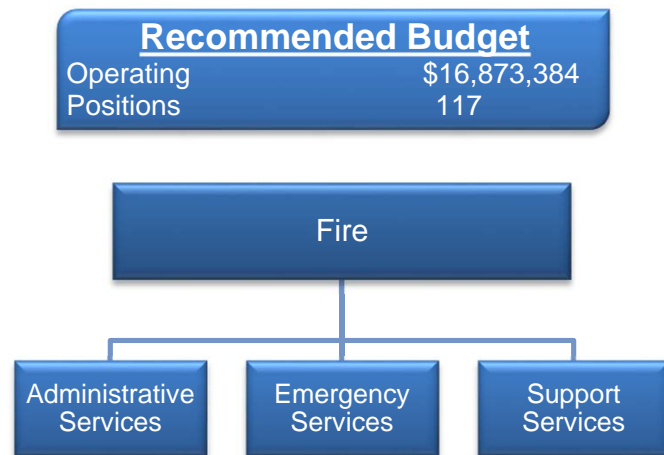 Recommended Budget
Operating $16,873,384
Positions 117
Fire
Administrative
Services
Emergency
Services
Support
Services